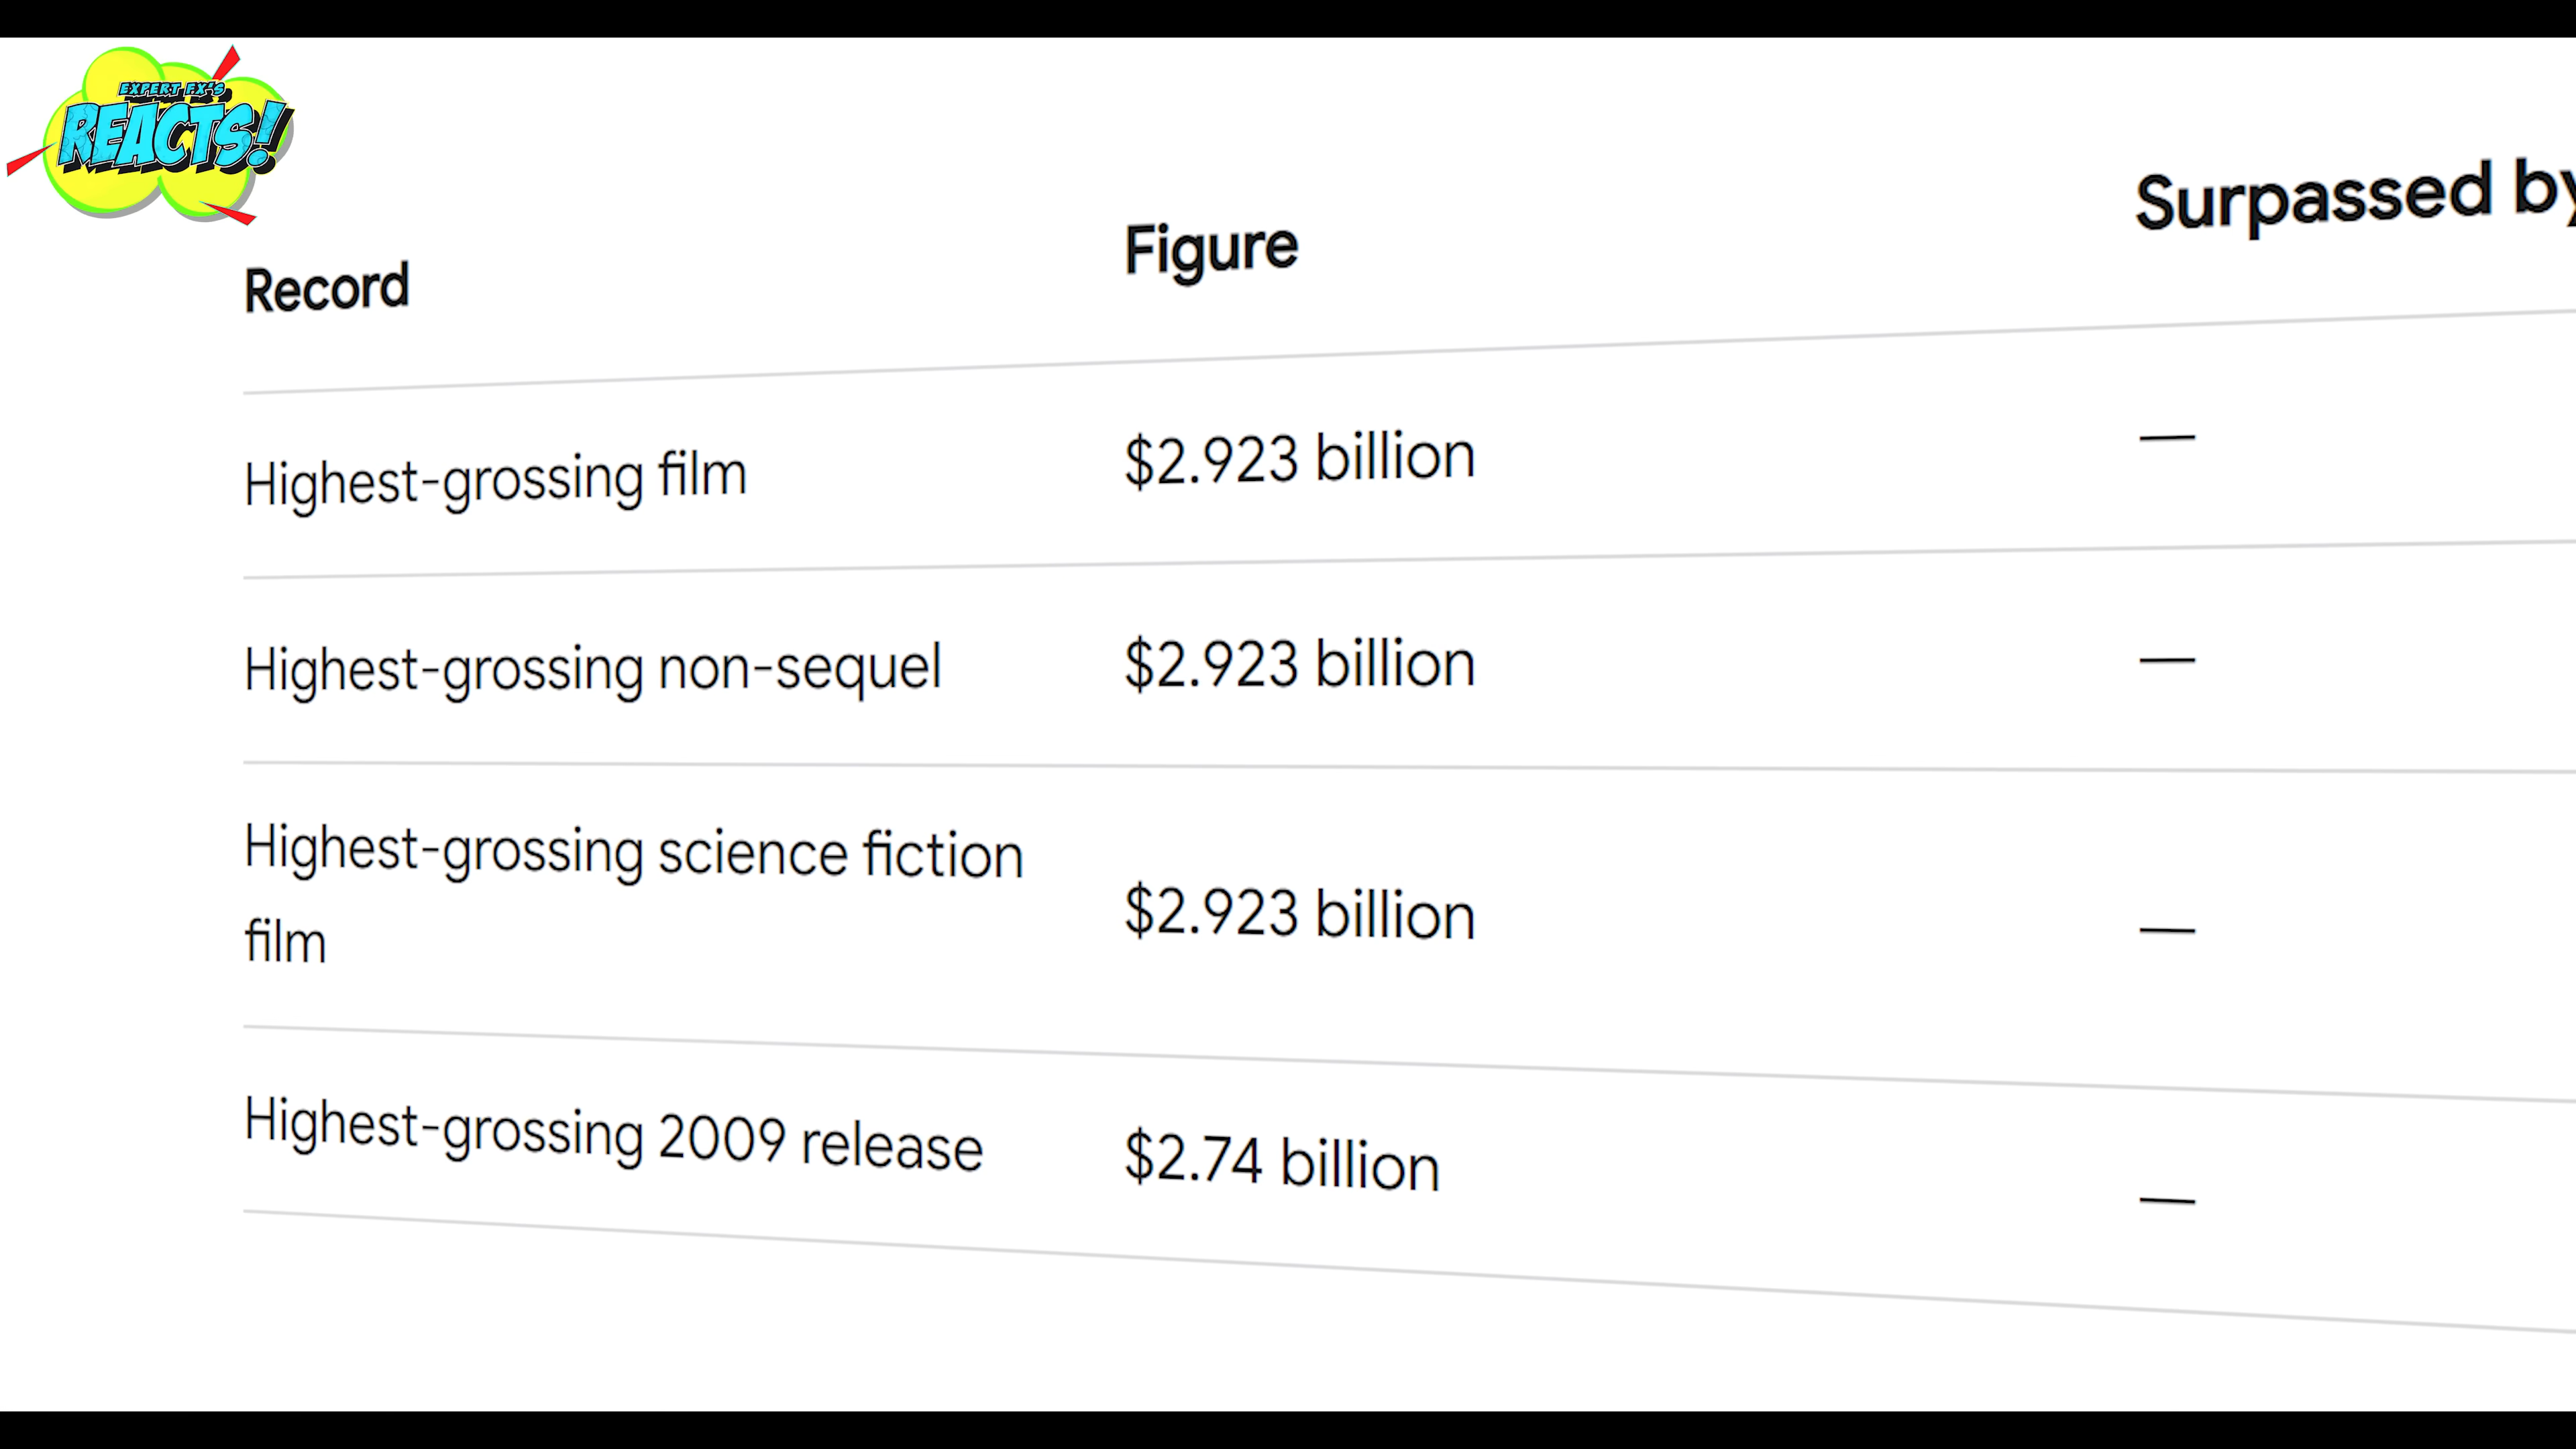 EXPERT FX'S
REACTS!
Record Figure Surpassed by
Highest-grossing film $2.923 billion —
Highest-grossing non-sequel $2.923 billion —
Highest-grossing science fiction
film $2.923 billion —
Highest-grossing 2009 release $2.74 billion —